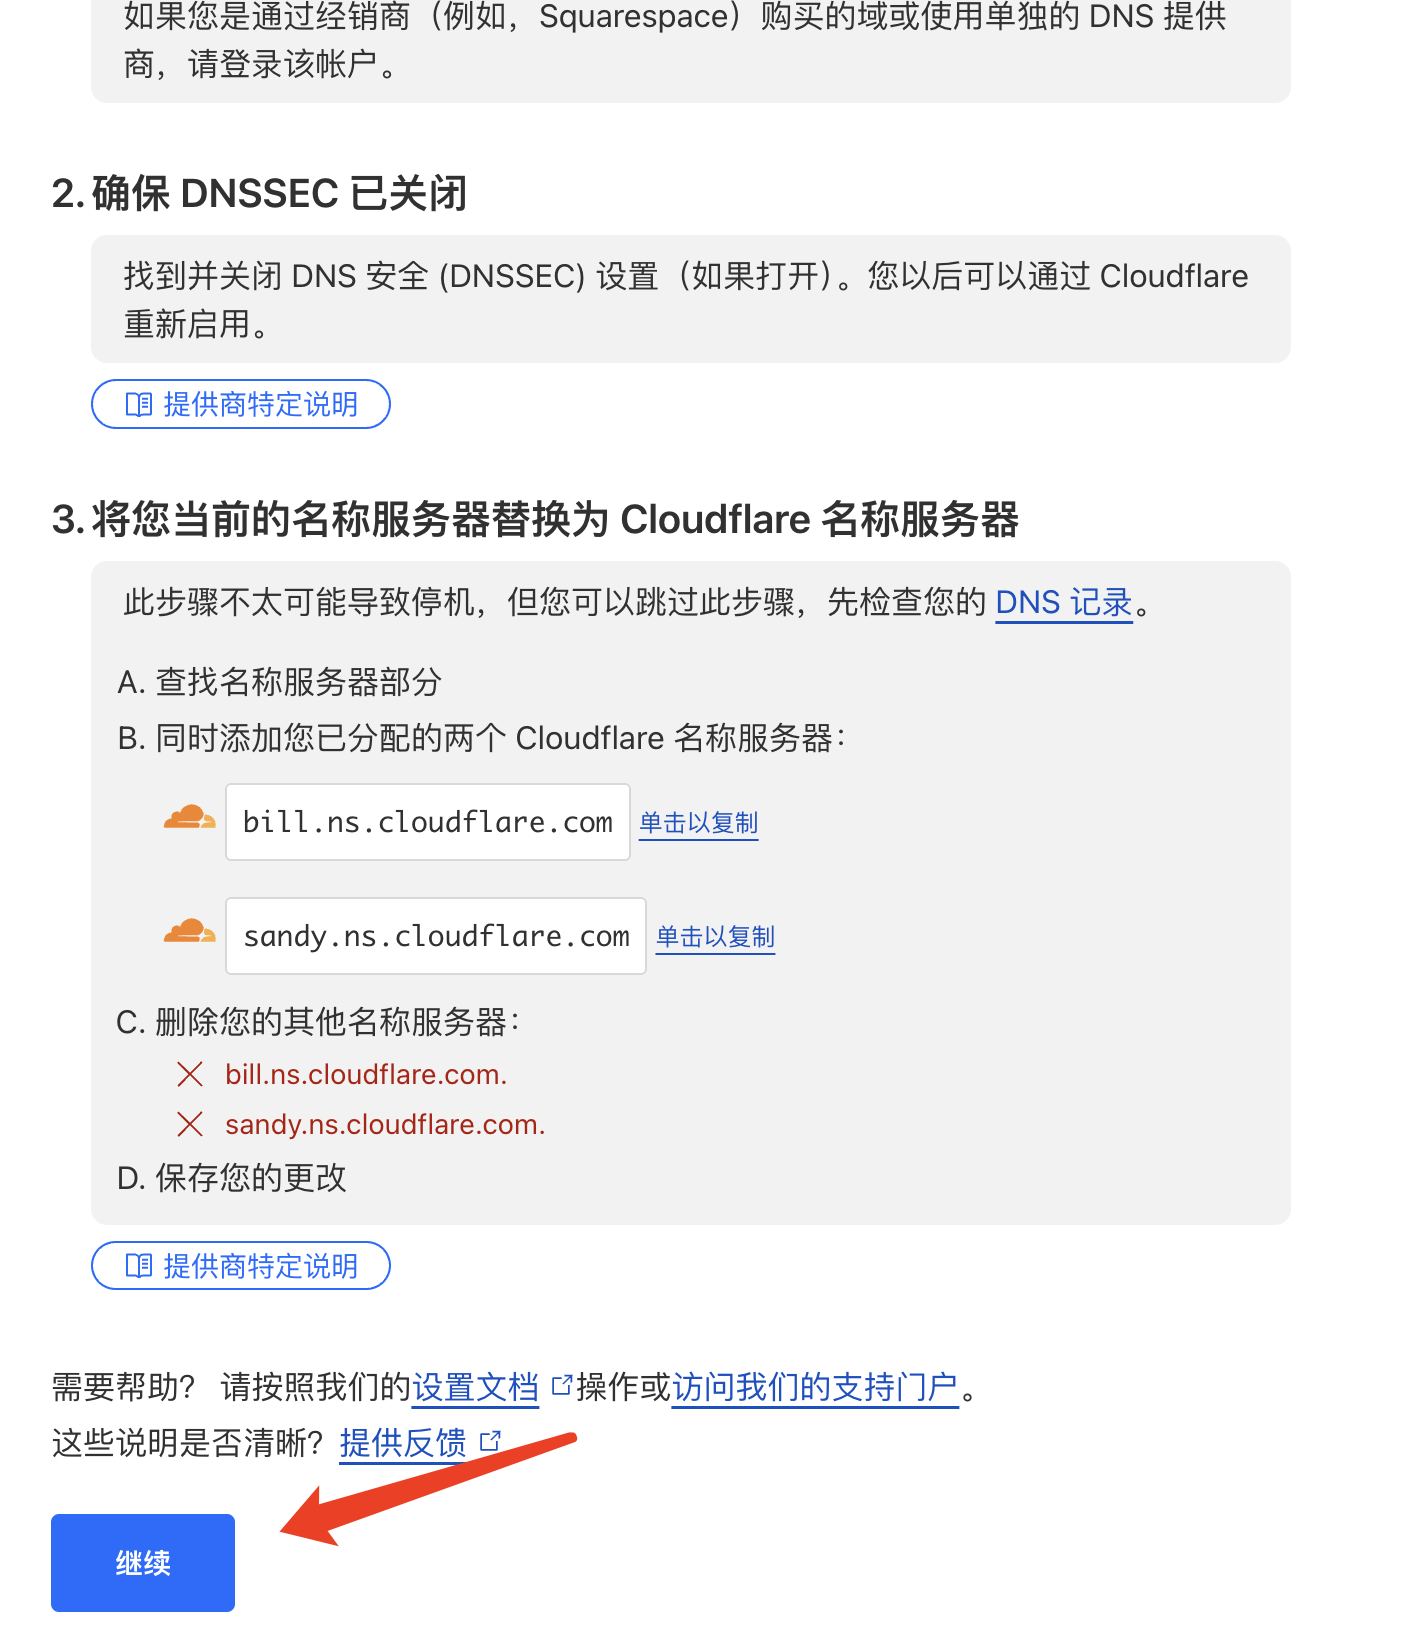 如果您是通过经销商（例如，Squarespace）购买的域或使用单独的 DNS 提供
商，请登录该帐户。
2. 确保 DNSSEC 已关闭
找到并关闭 DNS 安全 (DNSSEC) 设置（如果打开）。您以后可以通过 Cloudflare
重新启用。
提供商特定说明
3. 将您当前的名称服务器替换为 Cloudflare 名称服务器
此步骤不太可能导致停机，但您可以跳过此步骤，先检查您的 DNS 记录。
A. 查找名称服务器部分
B. 同时添加您已分配的两个 Cloudflare 名称服务器：
bill.ns.cloudflare.com 单击以复制
sandy.ns.cloudflare.com 单击以复制
C. 删除您的其他名称服务器：
bill.ns.cloudflare.com.
sandy.ns.cloudflare.com.
D. 保存您的更改
提供商特定说明
需要帮助？ 请按照我们的设置文档 操作或访问我们的支持门户。
这些说明是否清晰？ 提供反馈
继续